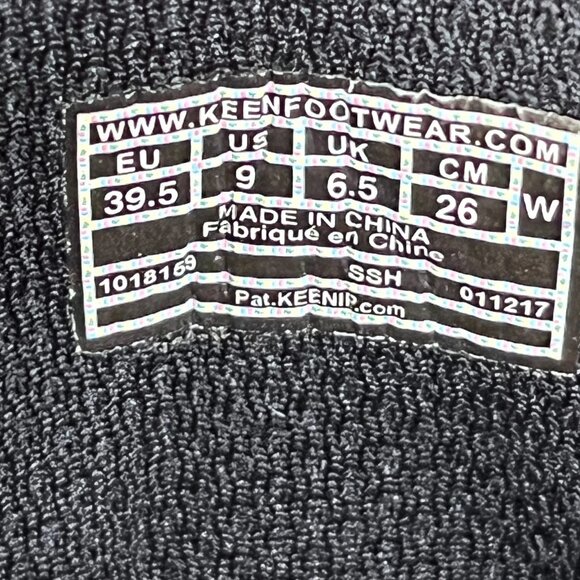 WWW.KEENFOOTWEAR.COM
EU US UK CM W
39.5 9 6.5 26
MADE IN CHINA
Fabriqué en Chine
1018169 SSH 011217
Pat.KEENIP.com